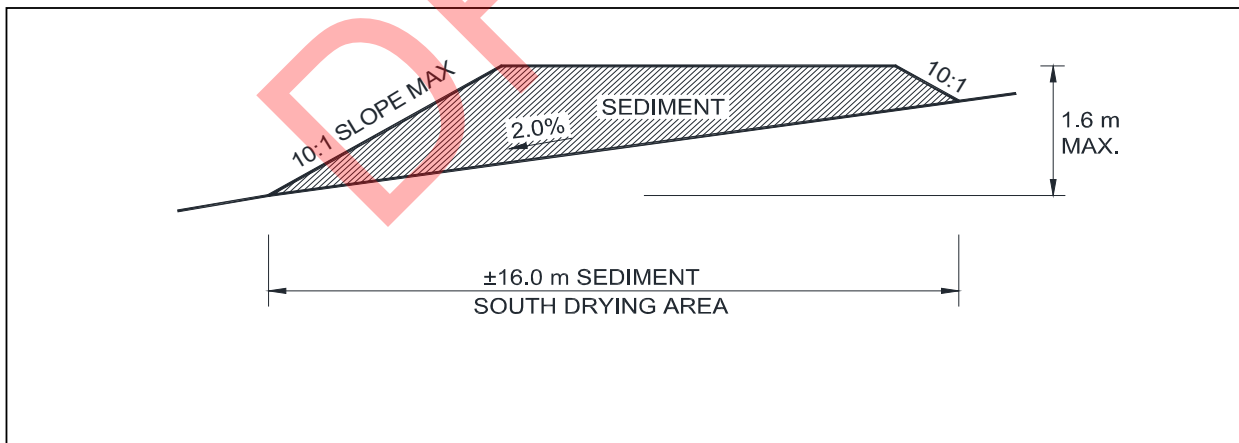 10:1 SLOPE MAX
10:1
SEDIMENT
2.0%
1.6 m
MAX.
±16.0 m SEDIMENT
SOUTH DRYING AREA